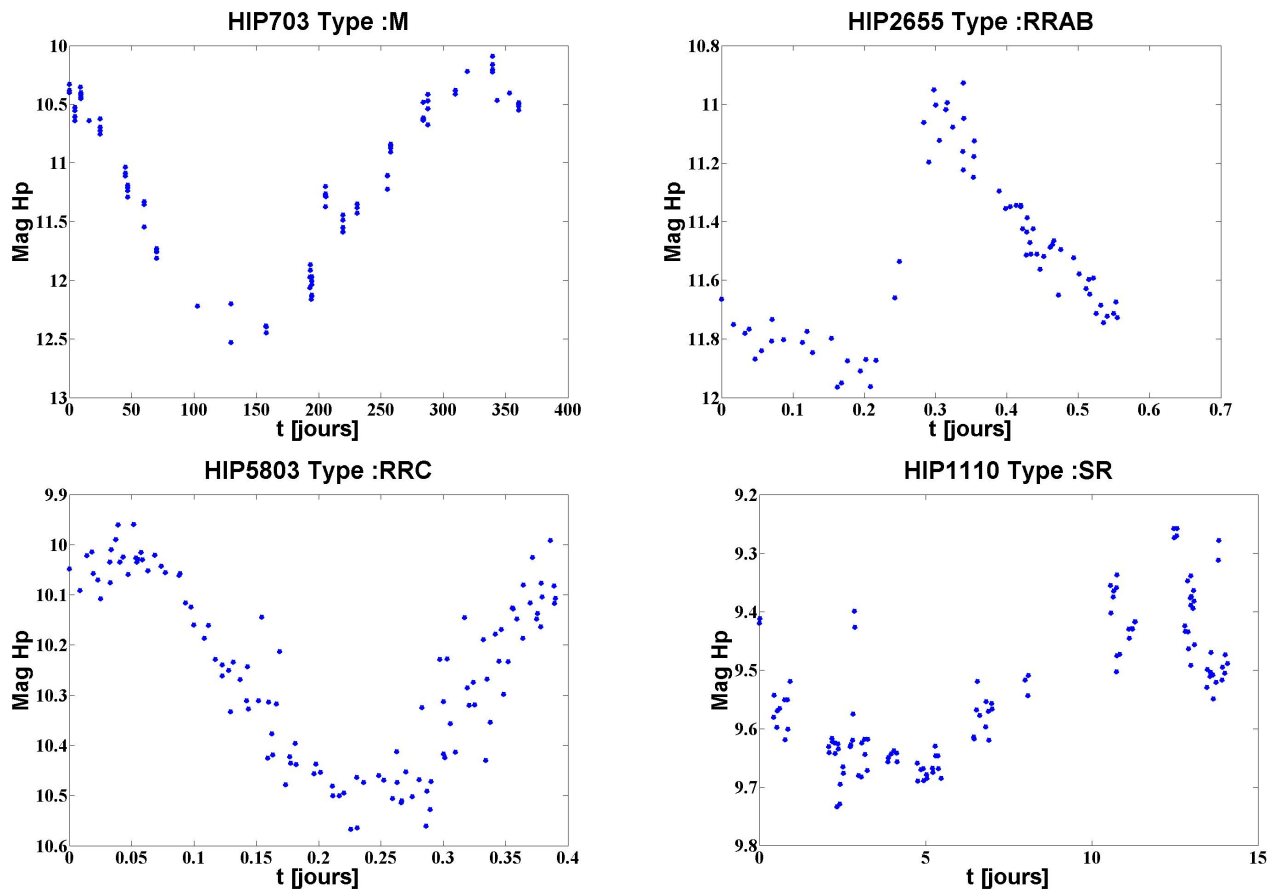 HIP703 Type :M
Mag Hp
10
10.5
11
11.5
12
12.5
13
0 50 100 150 200 250 300 350 400
t [jours]
HIP2655 Type :RRAB
Mag Hp
10.8
11
11.2
11.4
11.6
11.8
12
0 0.1 0.2 0.3 0.4 0.5 0.6 0.7
t [jours]
HIP5803 Type :RRC
Mag Hp
9.9
10
10.1
10.2
10.3
10.4
10.5
10.6
0 0.05 0.1 0.15 0.2 0.25 0.3 0.35 0.4
t [jours]
HIP1110 Type :SR
Mag Hp
9.2
9.3
9.4
9.5
9.6
9.7
9.8
0 5 10 15
t [jours]